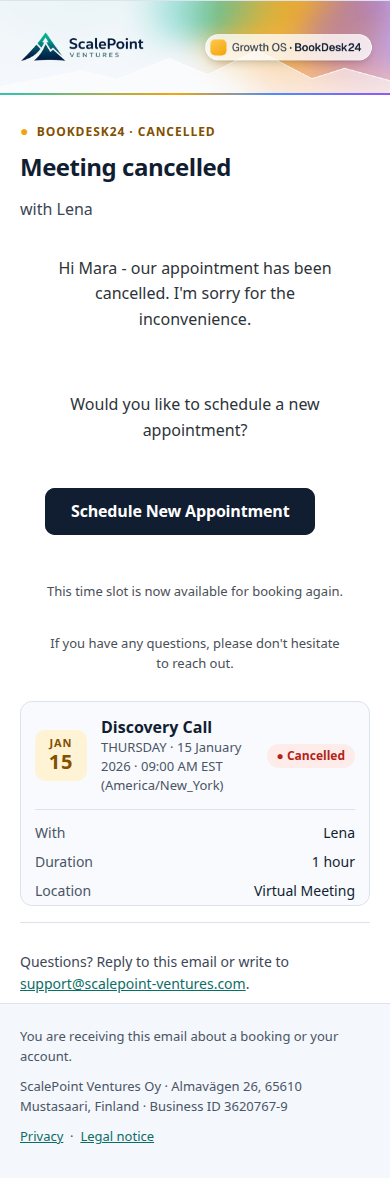 ScalePoint
VENTURES
Growth OS · BookDesk24
BOOKDESK24 · CANCELLED
Meeting cancelled
with Lena
Hi Mara - our appointment has been
cancelled. I'm sorry for the
inconvenience.
Would you like to schedule a new
appointment?
Schedule New Appointment
This time slot is now available for booking again.
If you have any questions, please don't hesitate
to reach out.
JAN
15
Discovery Call
THURSDAY · 15 January
2026 · 09:00 AM EST
(America/New_York)
● Cancelled
With Lena
Duration 1 hour
Location Virtual Meeting
Questions? Reply to this email or write to
support@scalepoint-ventures.com.
You are receiving this email about a booking or your
account.
ScalePoint Ventures Oy · Almavägen 26, 65610
Mustasaari, Finland · Business ID 3620767-9
Privacy · Legal notice